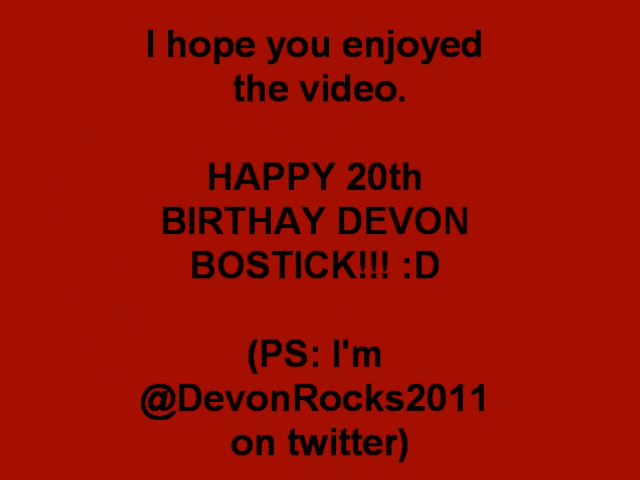 I hope you enjoyed
the video.
HAPPY 20th
BIRTHAY DEVON
BOSTICK!!! :D
(PS: I'm
@DevonRocks2011
on twitter)